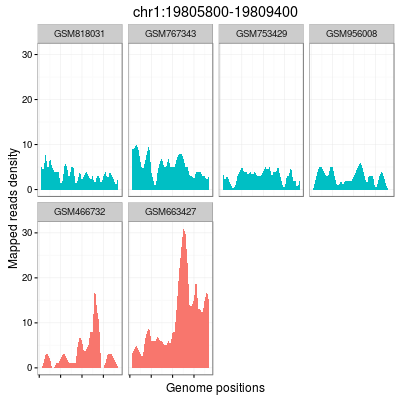 chr1:19805800-19809400
GSM818031 GSM767343 GSM753429 GSM956008
30
20
10
0
GSM466732 GSM663427
30
20
10
0
Mapped reads density
Genome positions